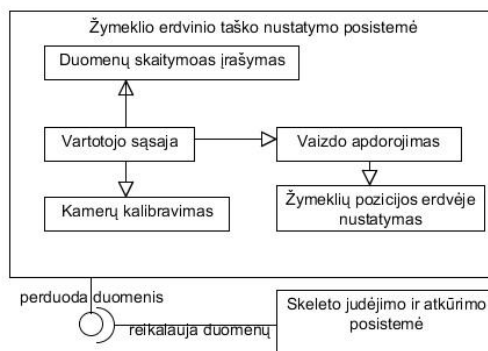 Žymeklio erdvinio taško nustatymo posistemė
Duomenų skaitymoas įrašymas
Vartotojo sąsaja
Vaizdo apdorojimas
Kamerų kalibravimas
Žymeklių pozicijos erdvėje
nustatymas
perduoda duomenis
reikalauja duomenų
Skeleto judėjimo ir atkūrimo
posistemė